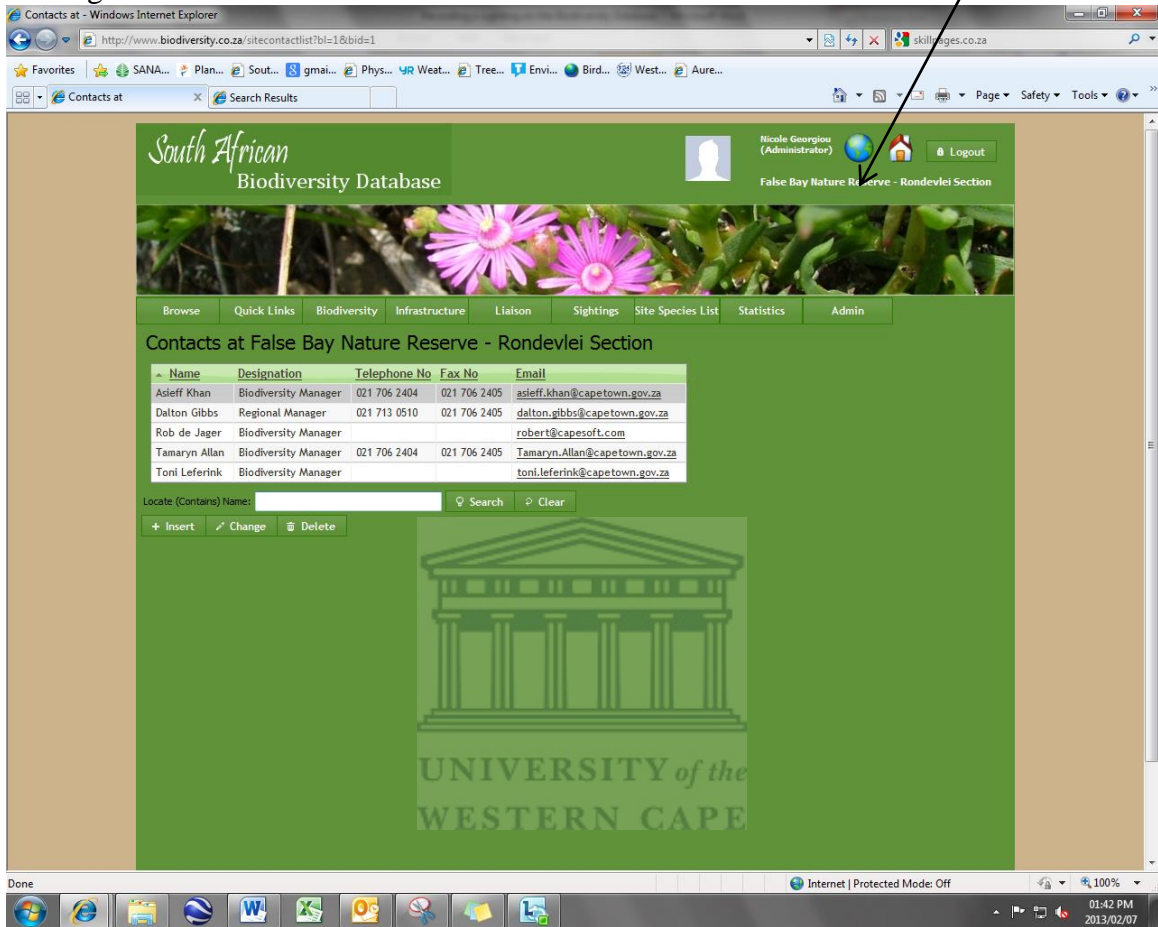 Contacts at - Windows Internet Explorer
http://www.biodiversity.co.za/sitecontactlist?bl=1&bid=1
skillpages.co.za
Favorites SANA... Plan... Sout... gmai... Phys... Weat... Tree... Envi... Bird... West... Aure...
Contacts at Search Results Page Safety Tools
South African
Biodiversity Database
Nicole Georgiou
(Administrator)
Logout
False Bay Nature Reserve - Rondevlei Section
Browse Quick Links Biodiversity Infrastructure Liaison Sightings Site Species List Statistics Admin
Contacts at False Bay Nature Reserve - Rondevlei Section
Name Designation Telephone No Fax No Email
Asieff Khan Biodiversity Manager 021 706 2404 021 706 2405 asieff.khan@capetown.gov.za
Dalton Gibbs Regional Manager 021 713 0510 021 706 2405 dalton.gibbs@capetown.gov.za
Rob de Jager Biodiversity Manager robert@capesoft.com
Tamaryn Allan Biodiversity Manager 021 706 2404 021 706 2405 Tamaryn.Allan@capetown.gov.za
Toni Leferink Biodiversity Manager toni.leferink@capetown.gov.za
Locate (Contains) Name: Search Clear
+ Insert Change Delete
UNIVERSITY of the
WESTERN CAPE
Done Internet | Protected Mode: Off 100%
01:42 PM
2013/02/07